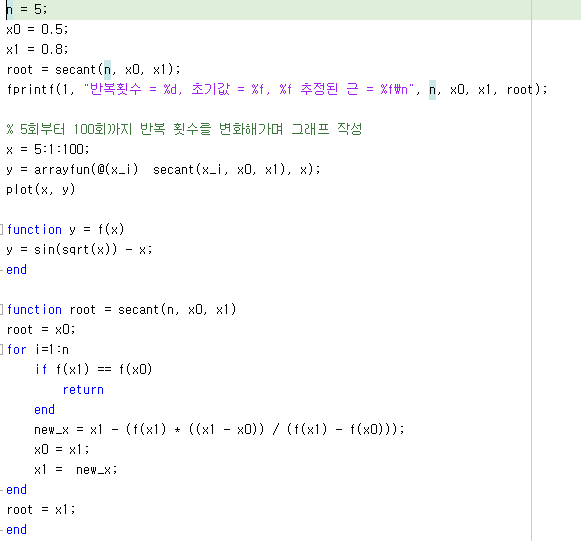 n = 5;
x0 = 0.5;
x1 = 0.8;
root = secant(n, x0, x1);
fprintf(1, "반복횟수 = %d, 초기값 = %f, %f 추정된 근 = %f₩n", n, x0, x1, root);
% 5회부터 100회까지 반복 횟수를 변화해가며 그래프 작성
x = 5:1:100;
y = arrayfun(@(x_i)  secant(x_i, x0, x1), x);
plot(x, y)
function y = f(x)
y = sin(sqrt(x)) - x;
end
function root = secant(n, x0, x1)
root = x0;
for i=1:n
    if f(x1) == f(x0)
        return
    end
    new_x = x1 - (f(x1) * ((x1 - x0)) / (f(x1) - f(x0)));
    x0 = x1;
    x1 =  new_x;
end
root = x1;
end